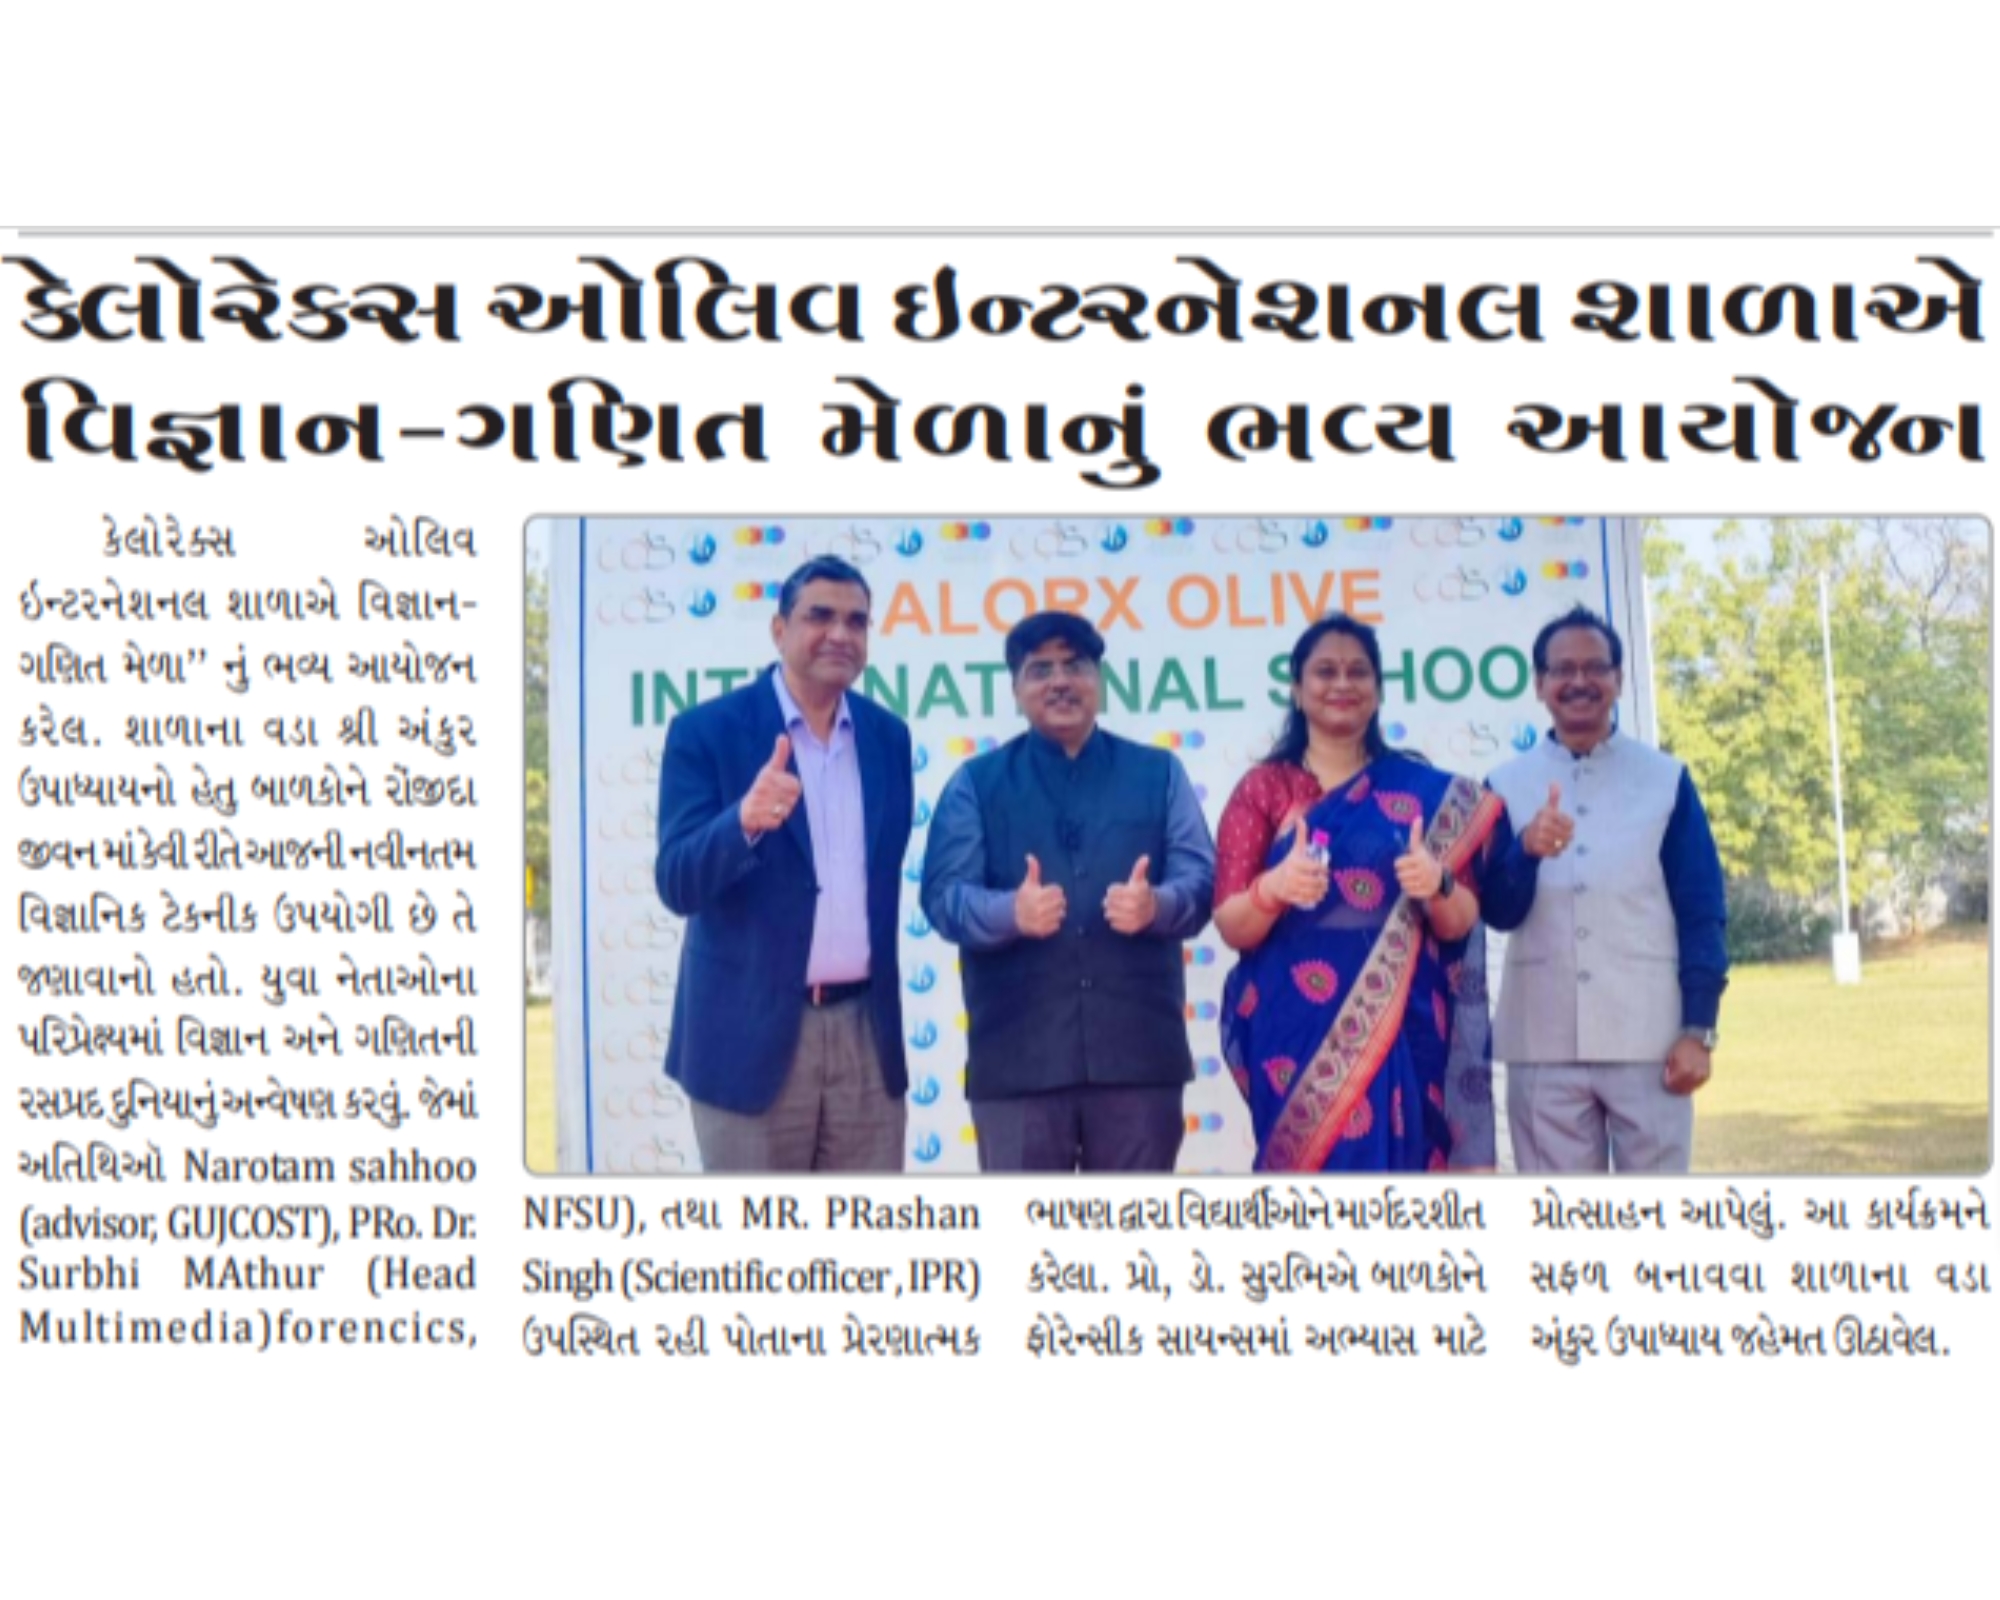 કેલોરેક્સ ઓલિવ ઇન્ટરનેશનલ શાળાએ
વિજ્ઞાન-ગણિત મેળાનું ભવ્ય આયોજન
કેલોરેક્સ ઓલિવ
ઇન્ટરનેશનલ શાળાએ વિજ્ઞાન-
ગણિત મેળા” નું ભવ્ય આયોજન
કરેલ. શાળાના વડા શ્રી અંકુર
ઉપાધ્યાયનો હેતુ બાળકોને રોંજીદા
જીવન માં કેવી રીતે આજની નવીનતમ
વિજ્ઞાનિક ટેકનીક ઉપયોગી છે તે
જણાવાનો હતો. યુવા નેતાઓના
પરિપ્રેક્ષ્યમાં વિજ્ઞાન અને ગણિતની
રસપ્રદ દુનિયાનું અન્વેષણ કરવું. જેમાં
અતિથિઓ Narotam sahhoo
(advisor, GUJCOST), PRo. Dr.
Surbhi MAthur (Head
Multimedia)forencics,
ALORX OLIVE
INT NAT NAL S HOO
NFSU), તથા MR. PRashan
Singh (Scientific officer, IPR)
ઉપસ્થિત રહી પોતાના પ્રેરણાત્મક
ભાષણ દ્વારા વિદ્યાર્થીઓને માર્ગદરશીત
કરેલા. પ્રો, ડો. સુરભિએ બાળકોને
ફોરેન્સીક સાયન્સમાં અભ્યાસ માટે
પ્રોત્સાહન આપેલું. આ કાર્યક્રમને
સફળ બનાવવા શાળાના વડા
અંકુર ઉપાધ્યાય જહેમત ઊઠાવેલ.